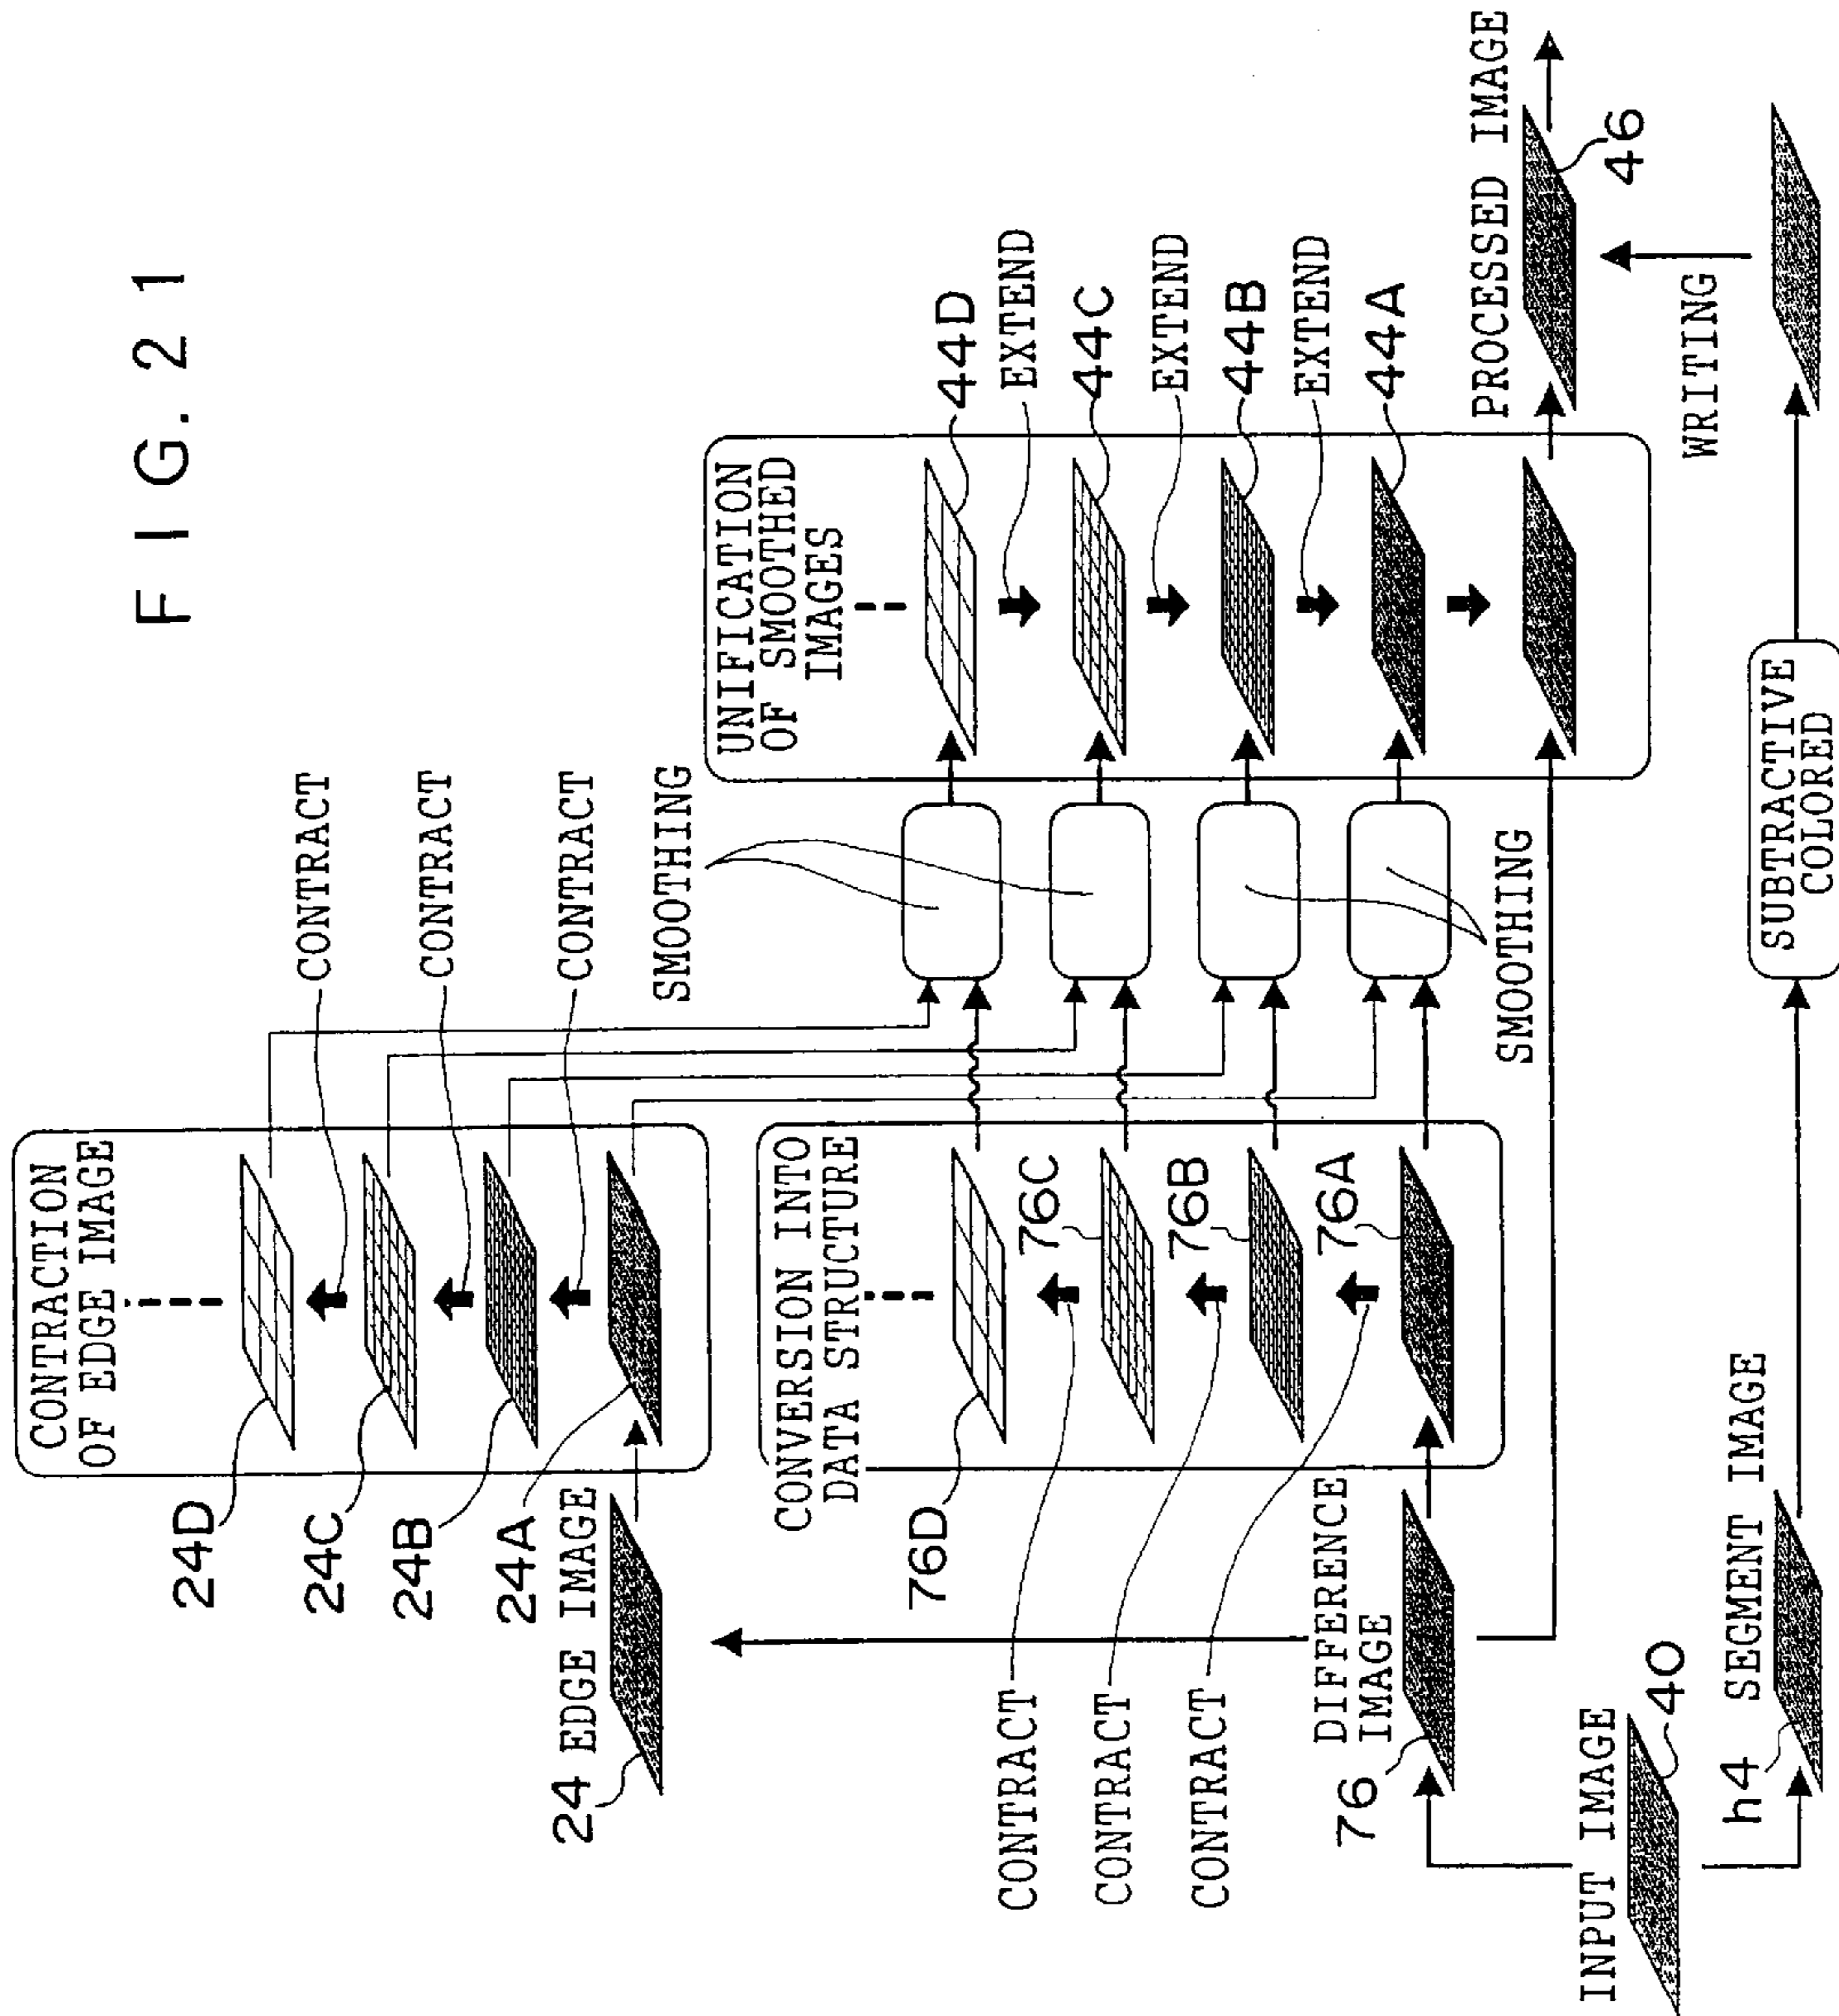 F I G. 2 1
CONTRACTION
OF EDGE IMAGE
24D
24C
24B
24A
24 EDGE IMAGE
CONTRACT
CONTRACT
CONTRACT
CONVERSION INTO
DATA STRUCTURE
76D
76C
76B
76A
CONTRACT
CONTRACT
CONTRACT
DIFFERENCE
IMAGE
76
INPUT IMAGE
40
h4 SEGMENT IMAGE
SMOOTHING
SMOOTHING
UNIFICATION
OF SMOOTHED
IMAGES
44D
EXTEND
44C
EXTEND
44B
EXTEND
44A
PROCESSED IMAGE
46
WRITING
SUBTRACTIVE
COLORED